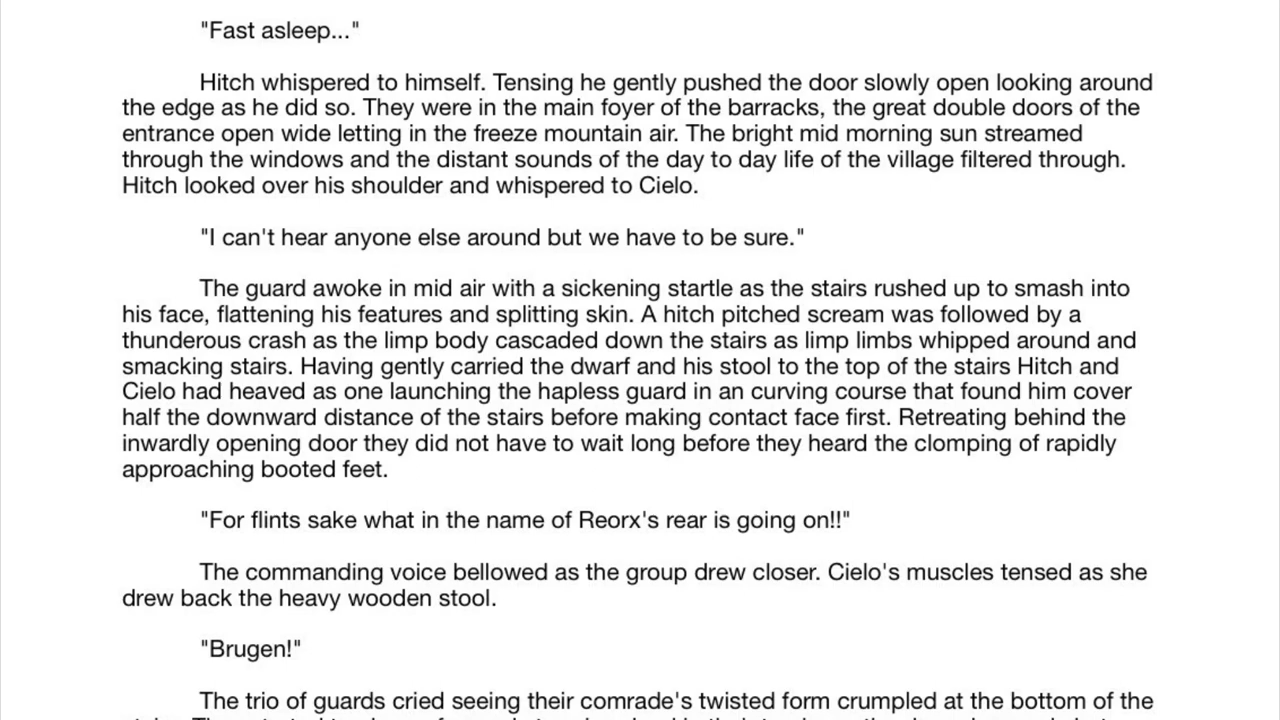 "Fast asleep..."
Hitch whispered to himself. Tensing he gently pushed the door slowly open looking around
the edge as he did so. They were in the main foyer of the barracks, the great double doors of the
entrance open wide letting in the freeze mountain air. The bright mid morning sun streamed
through the windows and the distant sounds of the day to day life of the village filtered through.
Hitch looked over his shoulder and whispered to Cielo.
"I can't hear anyone else around but we have to be sure."
The guard awoke in mid air with a sickening startle as the stairs rushed up to smash into
his face, flattening his features and splitting skin. A hitch pitched scream was followed by a
thunderous crash as the limp body cascaded down the stairs as limp limbs whipped around and
smacking stairs. Having gently carried the dwarf and his stool to the top of the stairs Hitch and
Cielo had heaved as one launching the hapless guard in an curving course that found him cover
half the downward distance of the stairs before making contact face first. Retreating behind the
inwardly opening door they did not have to wait long before they heard the clomping of rapidly
approaching booted feet.
"For flints sake what in the name of Reorx's rear is going on!!"
The commanding voice bellowed as the group drew closer. Cielo's muscles tensed as she
drew back the heavy wooden stool.
"Brugen!"
The trio of guards cried seeing their comrade's twisted form crumpled at the bottom of the